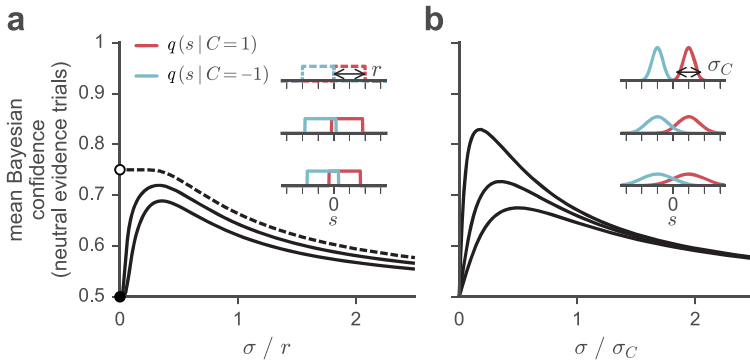 a
mean Bayesian
confidence
(neutral evidence trials)
1
0.9
0.8
0.7
0.6
0.5
q(s | C = 1)
q(s | C = −1)
r
0
s
0
1
2
σ / r
b
σ_C
0
s
0
1
2
σ / σ_C